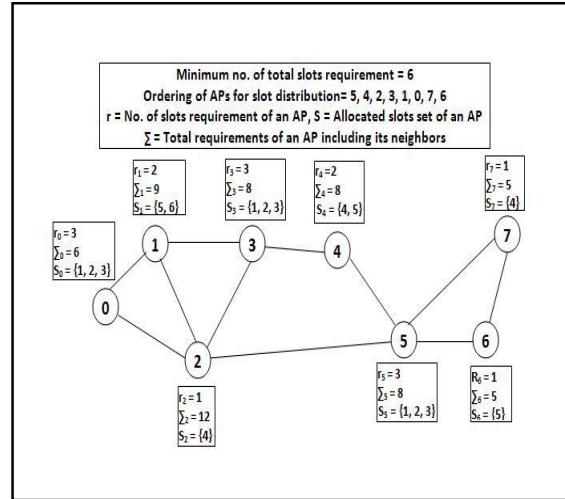 Minimum no. of total slots requirement = 6
Ordering of APs for slot distribution= 5, 4, 2, 3, 1, 0, 7, 6
r = No. of slots requirement of an AP, S = Allocated slots set of an AP
∑ = Total requirements of an AP including its neighbors
r₁ = 2
∑₁ = 9
S₁ = {5, 6}
r₃ = 3
∑₃ = 8
S₃ = {1, 2, 3}
r₄ = 2
∑₄ = 8
S₄ = {4, 5}
r₇ = 1
∑₇ = 5
S₇ = {4}
r₀ = 3
∑₀ = 6
S₀ = {1, 2, 3}
1
3
4
7
0
2
5
6
r₂ = 1
∑₂ = 12
S₂ = {4}
r₅ = 3
∑₅ = 8
S₅ = {1, 2, 3}
R₆ = 1
∑₆ = 5
S₆ = {5}